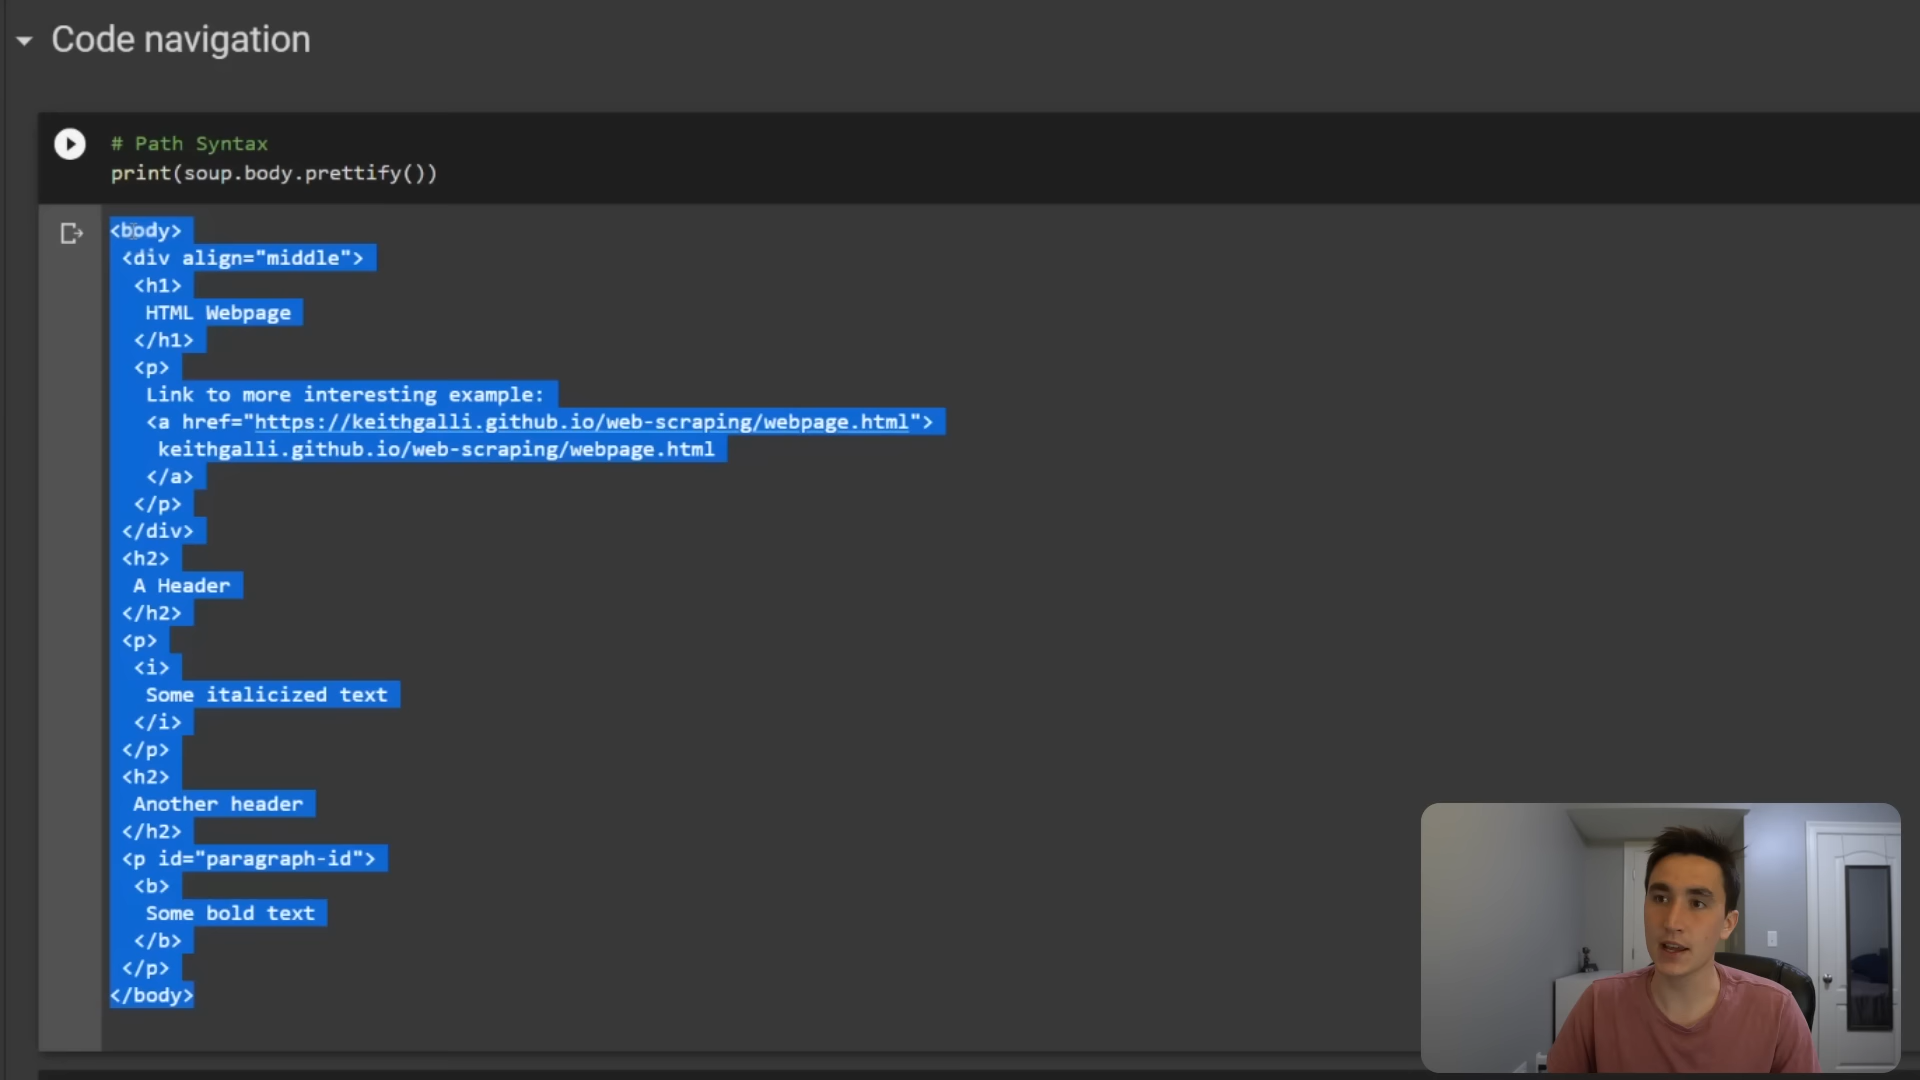 Code navigation
# Path Syntax
print(soup.body.prettify())
<body>
 <div align="middle">
  <h1>
   HTML Webpage
  </h1>
  <p>
   Link to more interesting example:
   <a href="https://keithgalli.github.io/web-scraping/webpage.html">
    keithgalli.github.io/web-scraping/webpage.html
   </a>
  </p>
 </div>
 <h2>
  A Header
 </h2>
 <p>
  <i>
   Some italicized text
  </i>
 </p>
 <h2>
  Another header
 </h2>
 <p id="paragraph-id">
  <b>
   Some bold text
  </b>
 </p>
</body>